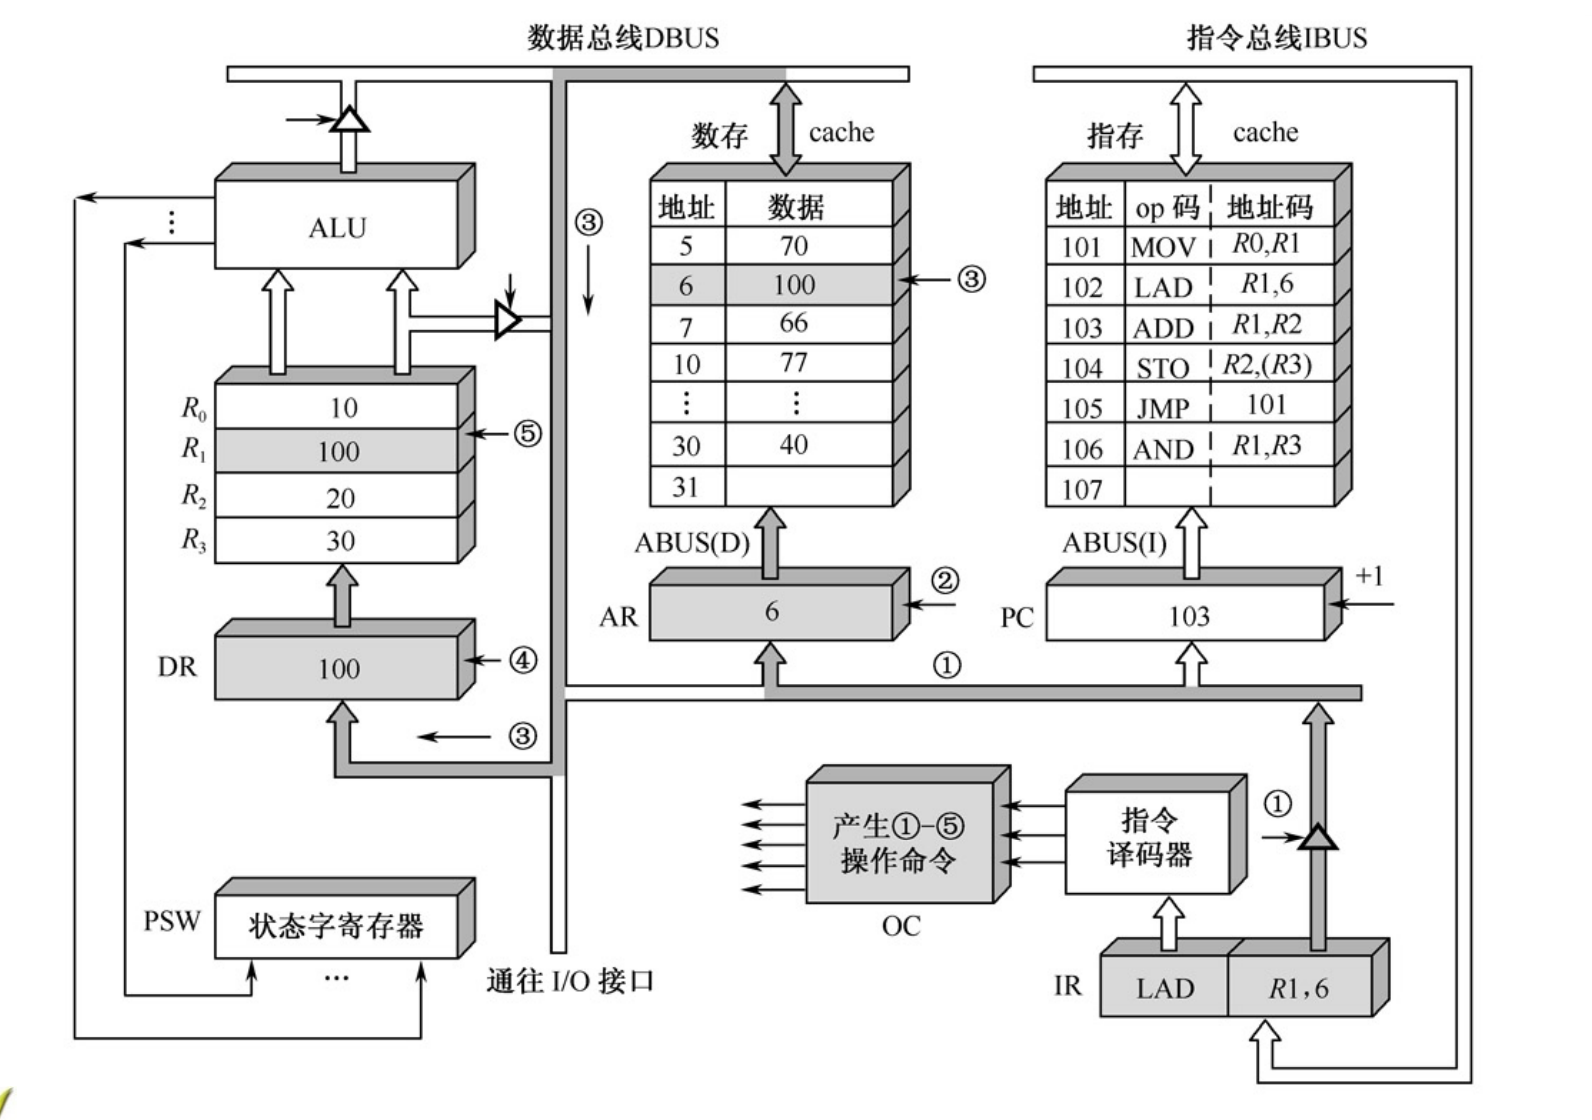 数据总线DBUS
指令总线IBUS
数存 cache
指存 cache
ALU
⋮
③
地址 数据
5 70
6 100
7 66
10 77
⋮ ⋮
30 40
31
③
地址 op 码 地址码
101 MOV R0,R1
102 LAD R1,6
103 ADD R1,R2
104 STO R2,(R3)
105 JMP 101
106 AND R1,R3
107
R₀ 10
R₁ 100
R₂ 20
R₃ 30
⑤
ABUS(D)
ABUS(I)
AR 6
②
PC 103
+1
①
DR 100
④
③
产生①-⑤
操作命令
OC
指令
译码器
①
PSW 状态字寄存器
…
通往 I/O 接口
IR LAD R1,6